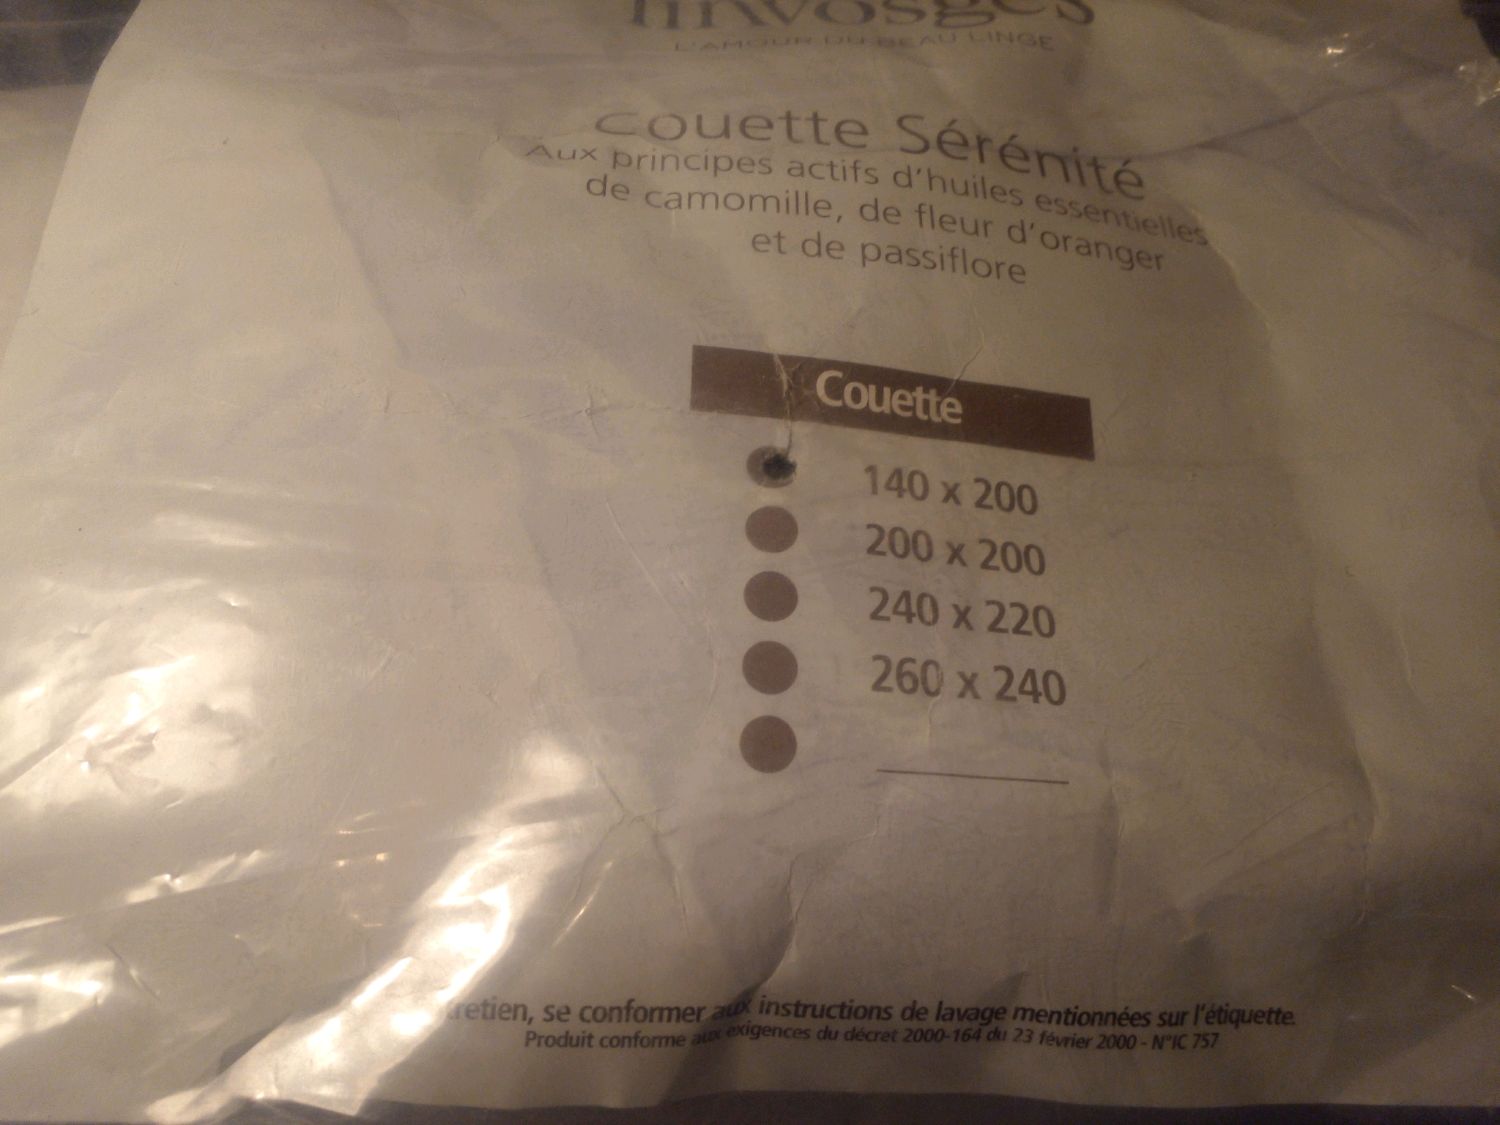 linvosges
L'AMOUR DU BEAU LINGE
Couette Sérénité
Aux principes actifs d'huiles essentielles
de camomille, de fleur d'oranger
et de passiflore
Couette
140 x 200
200 x 200
240 x 220
260 x 240
retien, se conformer aux instructions de lavage mentionnées sur l'étiquette.
Produit conforme aux exigences du décret 2000-164 du 23 février 2000 - N°IC 757